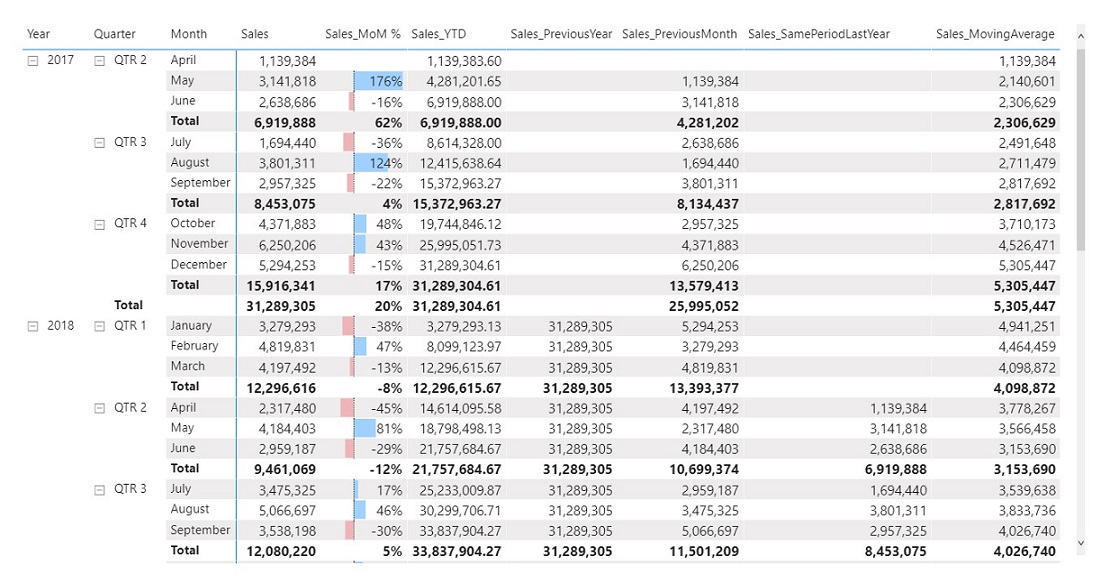 Year Quarter Month Sales Sales_MoM % Sales_YTD Sales_PreviousYear Sales_PreviousMonth Sales_SamePeriodLastYear Sales_MovingAverage
2017 QTR 2 April 1,139,384 1,139,383.60 1,139,384
May 3,141,818 176% 4,281,201.65 1,139,384 2,140,601
June 2,638,686 -16% 6,919,888.00 3,141,818 2,306,629
Total 6,919,888 62% 6,919,888.00 4,281,202 2,306,629
QTR 3 July 1,694,440 -36% 8,614,328.00 2,638,686 2,491,648
August 3,801,311 124% 12,415,638.64 1,694,440 2,711,479
September 2,957,325 -22% 15,372,963.27 3,801,311 2,817,692
Total 8,453,075 4% 15,372,963.27 8,134,437 2,817,692
QTR 4 October 4,371,883 48% 19,744,846.12 2,957,325 3,710,173
November 6,250,206 43% 25,995,051.73 4,371,883 4,526,471
December 5,294,253 -15% 31,289,304.61 6,250,206 5,305,447
Total 15,916,341 17% 31,289,304.61 13,579,413 5,305,447
Total 31,289,305 20% 31,289,304.61 25,995,052 5,305,447
2018 QTR 1 January 3,279,293 -38% 3,279,293.13 31,289,305 5,294,253 4,941,251
February 4,819,831 47% 8,099,123.97 31,289,305 3,279,293 4,464,459
March 4,197,492 -13% 12,296,615.67 31,289,305 4,819,831 4,098,872
Total 12,296,616 -8% 12,296,615.67 31,289,305 13,393,377 4,098,872
QTR 2 April 2,317,480 -45% 14,614,095.58 31,289,305 4,197,492 1,139,384 3,778,267
May 4,184,403 81% 18,798,498.13 31,289,305 2,317,480 3,141,818 3,566,458
June 2,959,187 -29% 21,757,684.67 31,289,305 4,184,403 2,638,686 3,153,690
Total 9,461,069 -12% 21,757,684.67 31,289,305 10,699,374 6,919,888 3,153,690
QTR 3 July 3,475,325 17% 25,233,009.87 31,289,305 2,959,187 1,694,440 3,539,638
August 5,066,697 46% 30,299,706.71 31,289,305 3,475,325 3,801,311 3,833,736
September 3,538,198 -30% 33,837,904.27 31,289,305 5,066,697 2,957,325 4,026,740
Total 12,080,220 5% 33,837,904.27 31,289,305 11,501,209 8,453,075 4,026,740